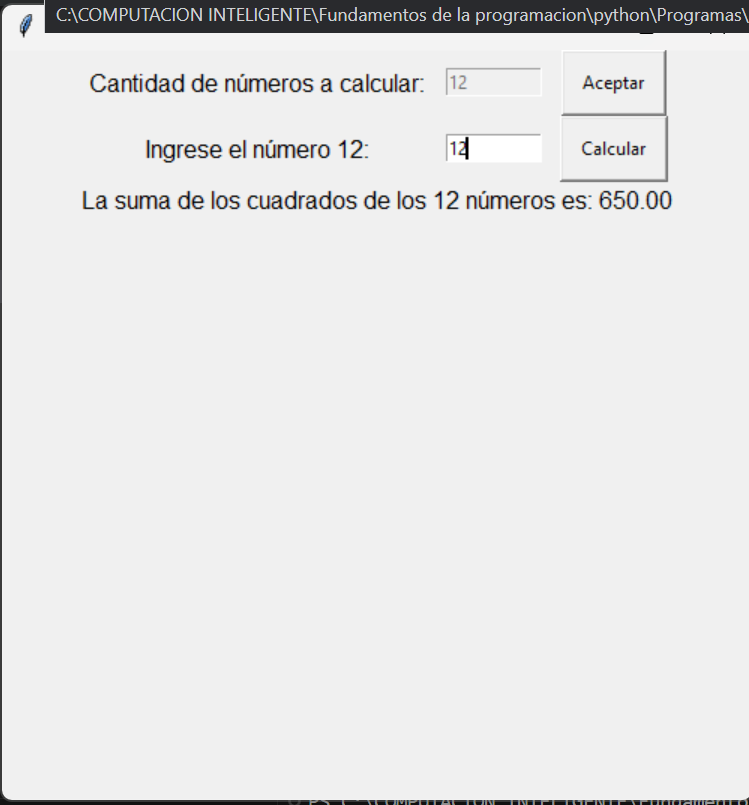 C:\COMPUTACION INTELIGENTE\Fundamentos de la programacion\python\Programas\
Cantidad de números a calcular: 12 Aceptar
Ingrese el número 12: 12 Calcular
La suma de los cuadrados de los 12 números es: 650.00